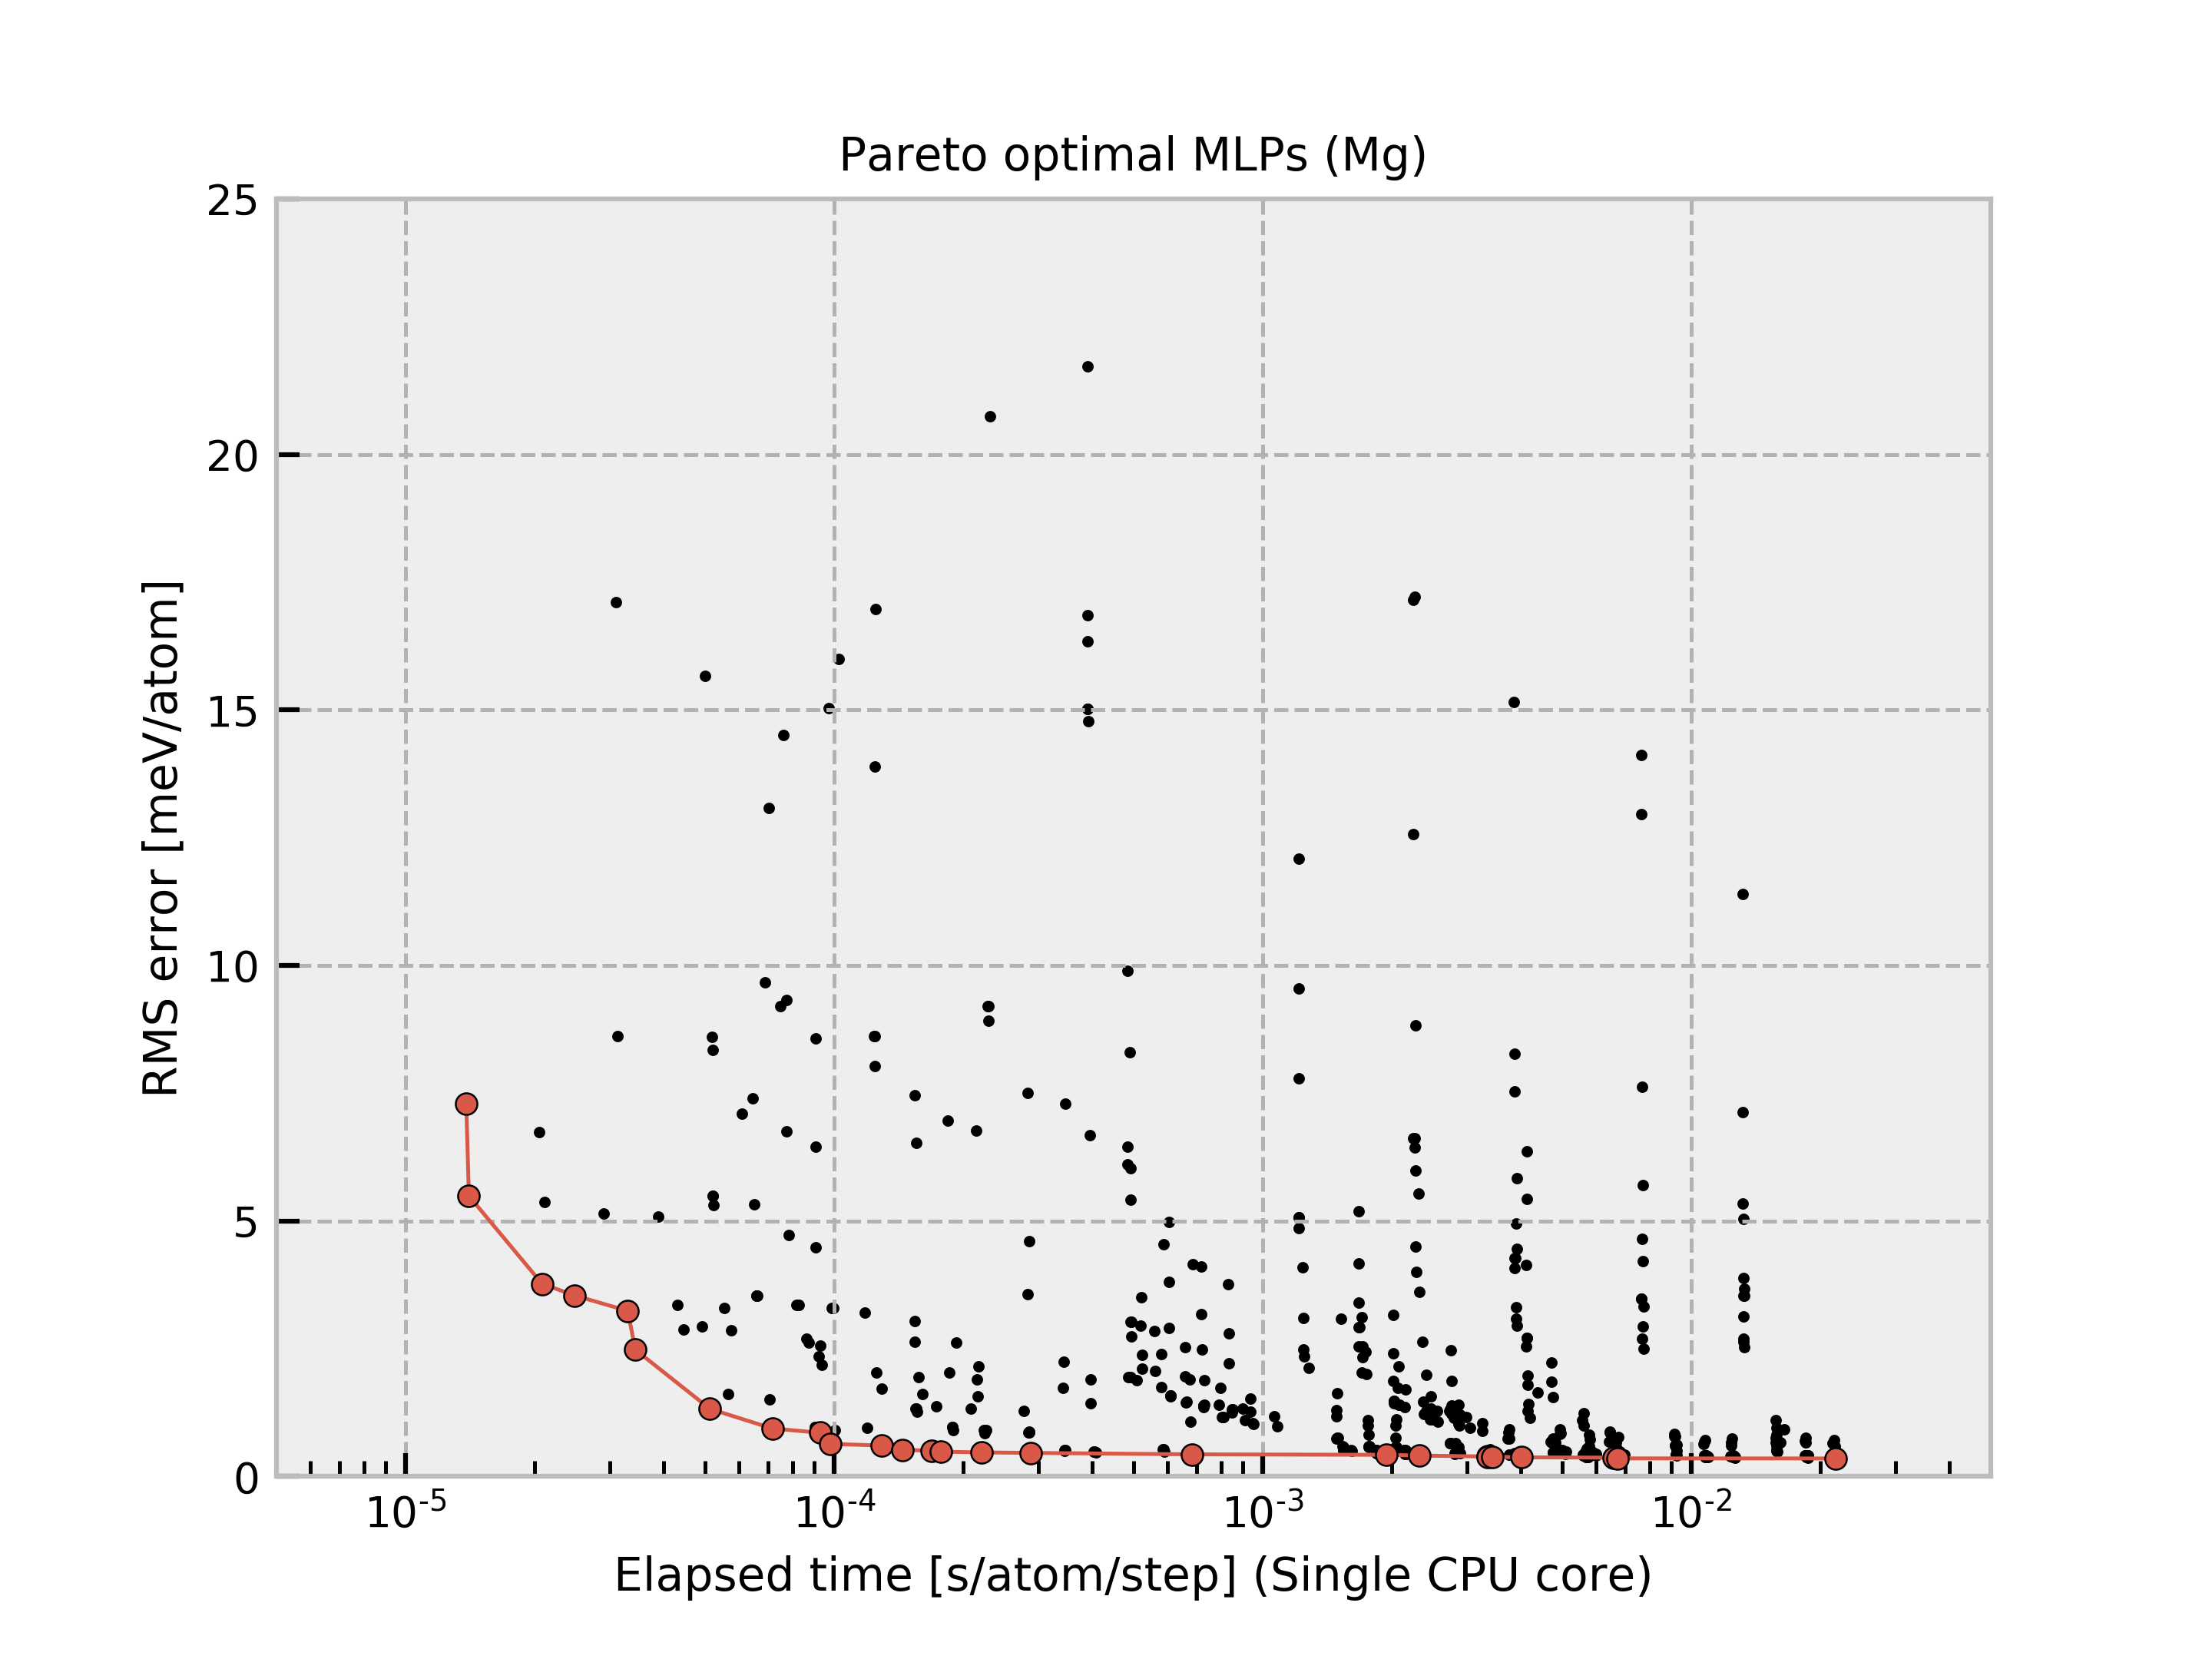 Pareto optimal MLPs (Mg)
25
20
15
10
5
0
RMS error [meV/atom]
10^-5 10^-4 10^-3 10^-2
Elapsed time [s/atom/step] (Single CPU core)